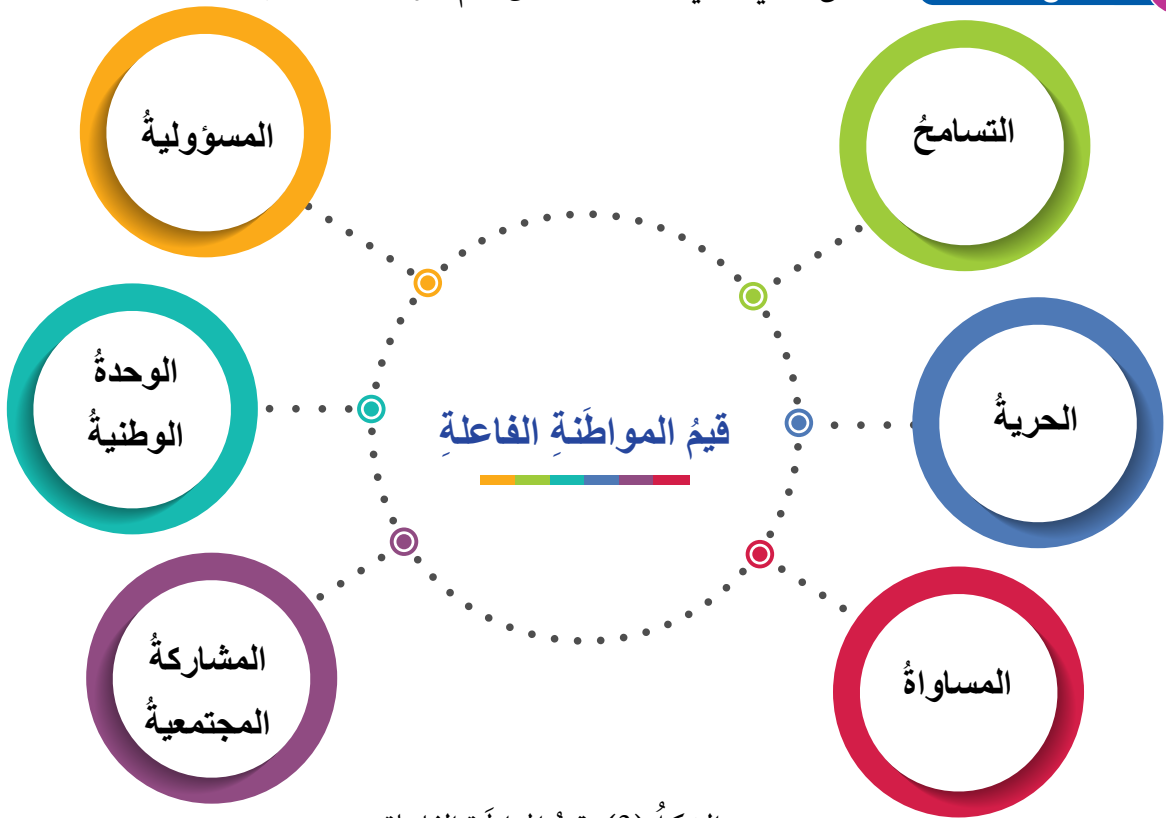 التسامحُ
المسؤوليةُ
الحريةُ
الوحدةُ
الوطنيةُ
قيمُ المواطَنةِ الفاعلةِ
المساواةُ
المشاركةُ
المجتمعيةُ